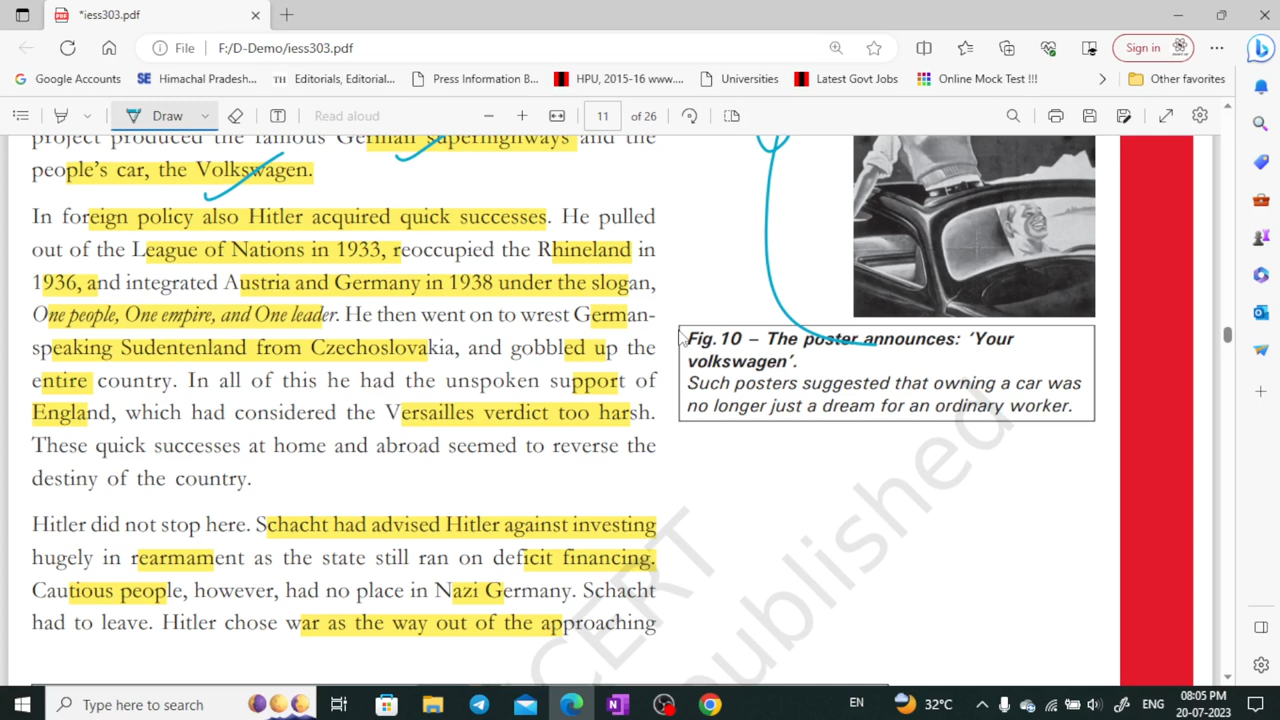 *iess303.pdf
File F:/D-Demo/iess303.pdf
Sign in
Google Accounts
SE Himachal Pradesh...
TH Editorials, Editorial...
Press Information B...
HPU, 2015-16 www....
Universities
Latest Govt Jobs
Online Mock Test !!!
Other favorites
Draw
Read aloud
11 of 26
project produced the famous German superhighways and the
people's car, the Volkswagen.
In foreign policy also Hitler acquired quick successes. He pulled
out of the League of Nations in 1933, reoccupied the Rhineland in
1936, and integrated Austria and Germany in 1938 under the slogan,
One people, One empire, and One leader. He then went on to wrest German-
speaking Sudentenland from Czechoslovakia, and gobbled up the
entire country. In all of this he had the unspoken support of
England, which had considered the Versailles verdict too harsh.
These quick successes at home and abroad seemed to reverse the
destiny of the country.
Hitler did not stop here. Schacht had advised Hitler against investing
hugely in rearmament as the state still ran on deficit financing.
Cautious people, however, had no place in Nazi Germany. Schacht
had to leave. Hitler chose war as the way out of the approaching
Fig.10 – The poster announces: 'Your
volkswagen'.
Such posters suggested that owning a car was
no longer just a dream for an ordinary worker.
CERT
published
Type here to search
EN
32°C
ENG
08:05 PM
20-07-2023